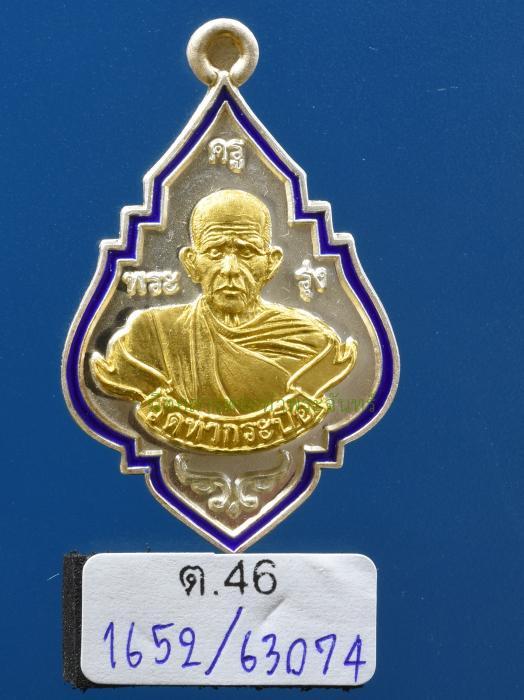 ครู
พระ รุ่ง
วัดท่ากระบือ
ต.46
1652/63074